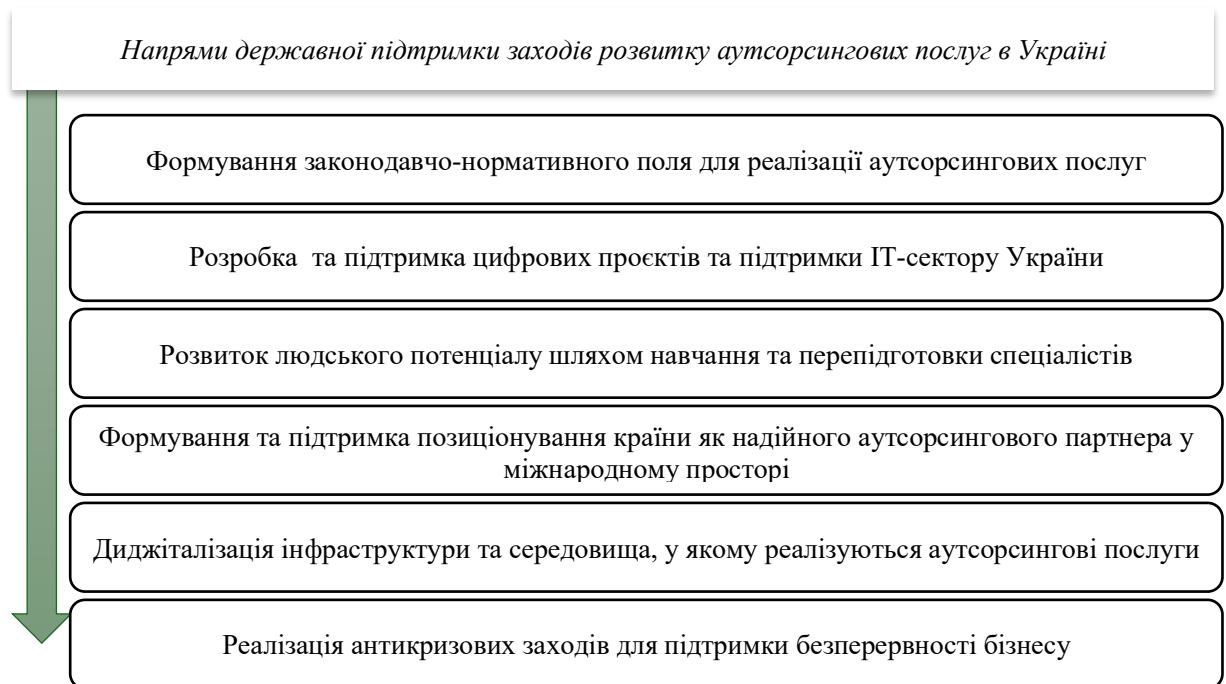 Напрями державної підтримки заходів розвитку аутсорсингових послуг в Україні
Формування законодавчо-нормативного поля для реалізації аутсорсингових послуг
Розробка  та підтримка цифрових проєктів та підтримки ІТ-сектору України
Розвиток людського потенціалу шляхом навчання та перепідготовки спеціалістів
Формування та підтримка позиціонування країни як надійного аутсорсингового партнера у
міжнародному просторі
Диджіталізація інфраструктури та середовища, у якому реалізуються аутсорсингові послуги
Реалізація антикризових заходів для підтримки безперервності бізнесу